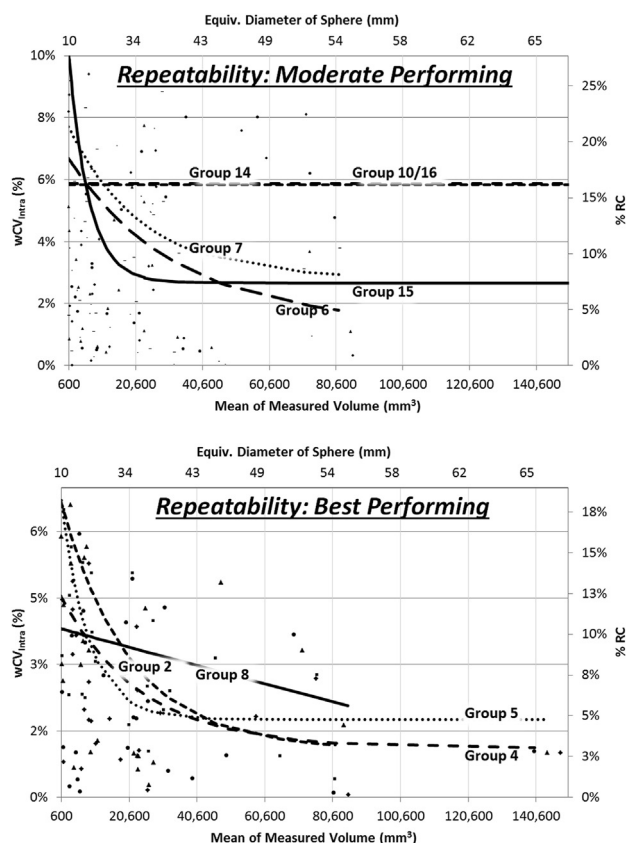 Equiv. Diameter of Sphere (mm)
10 34 43 49 54 58 62 65
Repeatability: Moderate Performing
10%
8%
6%
4%
2%
0%
wCVIntra (%)
25%
20%
15%
10%
5%
0%
% RC
Group 14 Group 10/16
Group 7
Group 15
Group 6
600 20,600 40,600 60,600 80,600 100,600 120,600 140,600
Mean of Measured Volume (mm³)
Equiv. Diameter of Sphere (mm)
10 34 43 49 54 58 62 65
Repeatability: Best Performing
6%
5%
3%
2%
0%
wCVIntra (%)
18%
15%
13%
10%
8%
5%
3%
0%
% RC
Group 2
Group 8
Group 5
Group 4
600 20,600 40,600 60,600 80,600 100,600 120,600 140,600
Mean of Measured Volume (mm³)